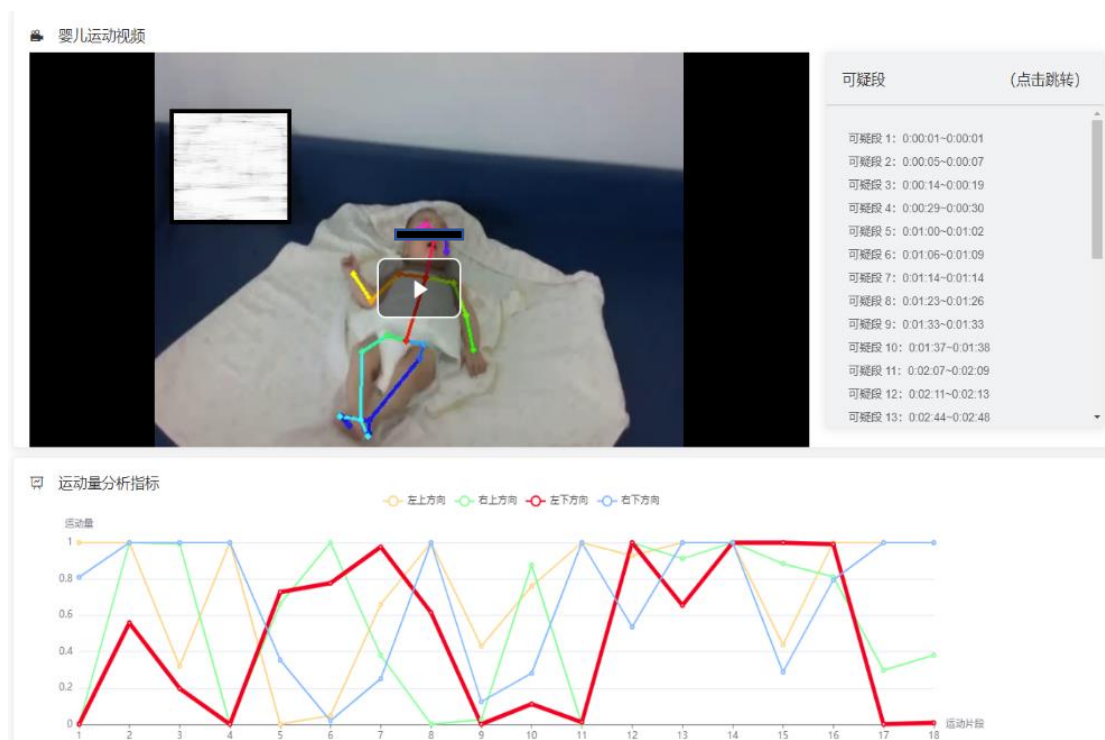 婴儿运动视频
可疑段 (点击跳转)
可疑段 1: 0:00:01~0:00:01
可疑段 2: 0:00:05~0:00:07
可疑段 3: 0:00:14~0:00:19
可疑段 4: 0:00:29~0:00:30
可疑段 5: 0:01:00~0:01:02
可疑段 6: 0:01:06~0:01:09
可疑段 7: 0:01:14~0:01:14
可疑段 8: 0:01:23~0:01:26
可疑段 9: 0:01:33~0:01:33
可疑段 10: 0:01:37~0:01:38
可疑段 11: 0:02:07~0:02:09
可疑段 12: 0:02:11~0:02:13
可疑段 13: 0:02:44~0:02:48
运动量分析指标
左上方向 右上方向 左下方向 右下方向
运动量
1
0.8
0.6
0.4
0.2
0
1 2 3 4 5 6 7 8 9 10 11 12 13 14 15 16 17 18
运动片段